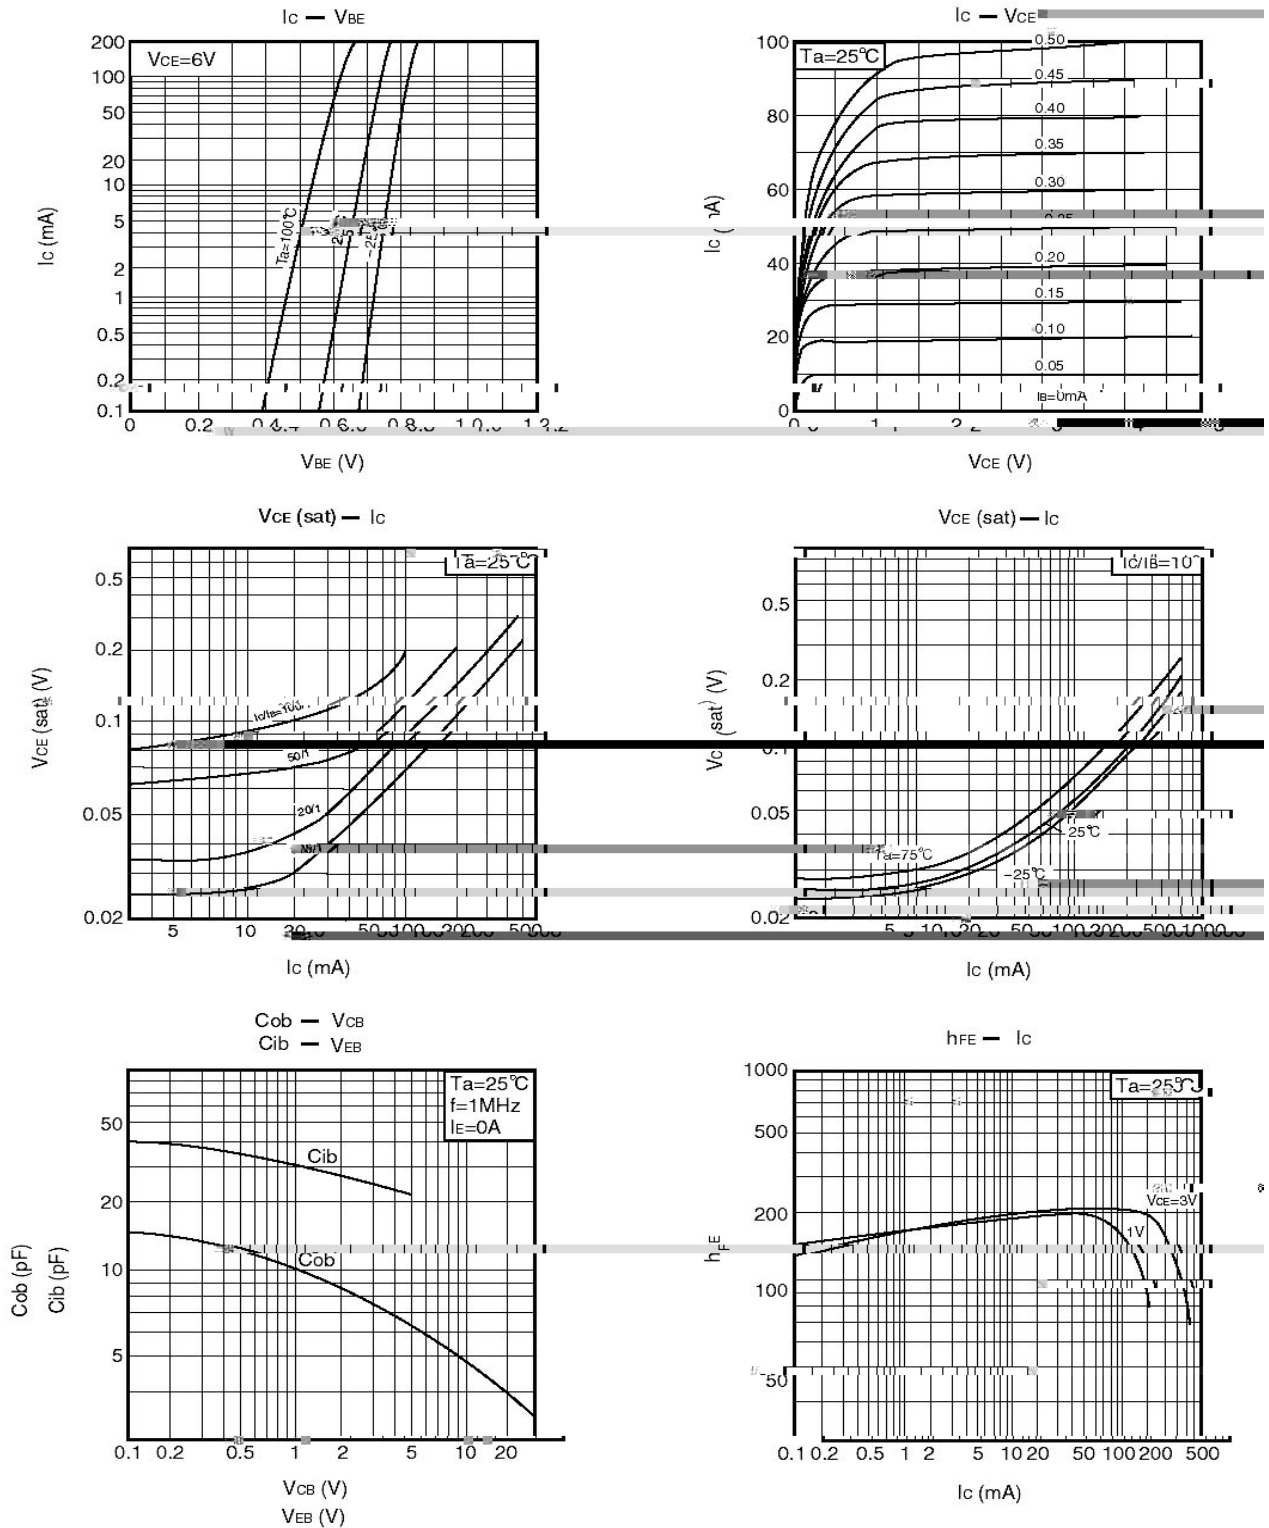 Ic — VBE
VCE=6V
200
100
50
20
10
5
2
1
0.5
0.2
0.1
Ic (mA)
Ta=100°C
-25°C
0 0.2
VBE (V)
Ic — VCE
Ta=25°C
100
80
60
40
20
0
0.50
0.45
0.40
0.35
0.30
0.20
0.15
0.10
0.05
IB=0mA
VCE (V)
VCE (sat) — Ic
Ta=25°C
0.5
0.2
0.1
0.05
0.02
VCE (sat) (V)
50/1
20/1
5 10
Ic (mA)
VCE (sat) — Ic
Ic/IB=10
0.5
0.2
0.05
0.02
Ta=75°C
25°C
-25°C
Ic (mA)
Cob — VCB
Cib — VEB
Ta=25°C
f=1MHz
IE=0A
50
20
10
5
Cob (pF)
Cib (pF)
Cib
Cob
0.1 0.2 0.5 1 2 5 10 20
VCB (V)
VEB (V)
hFE — Ic
Ta=25°C
1000
500
200
100
50
hFE
VCE=3V
1V
0.1 0.2 0.5 1 2 5 10 20 50 100 200 500
Ic (mA)